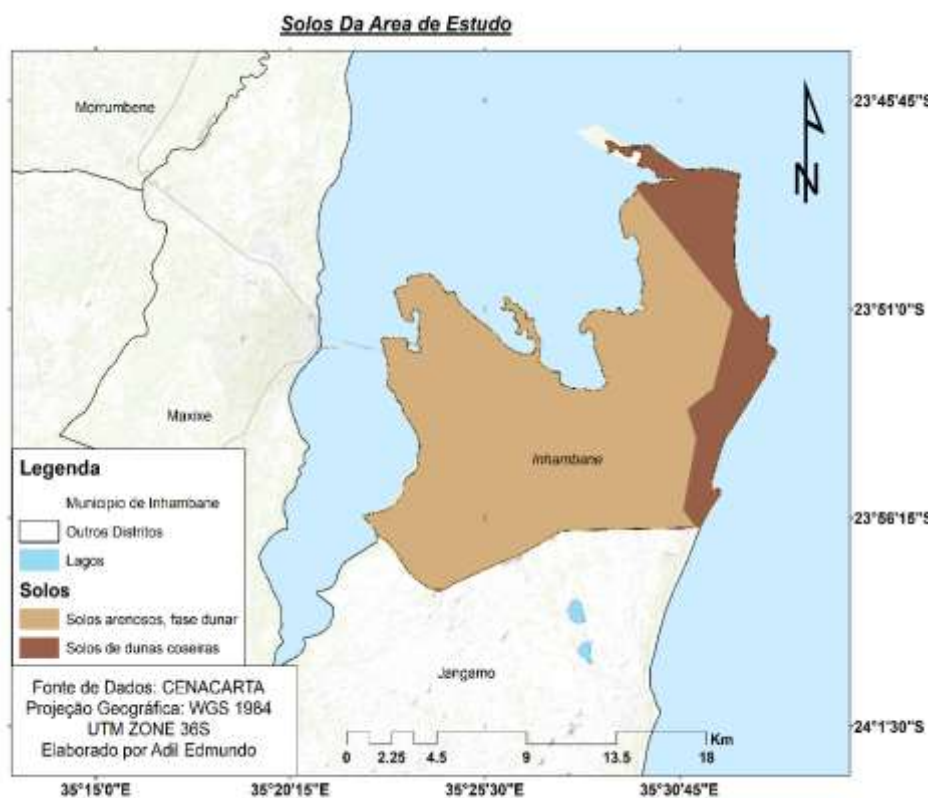 Solos Da Area de Estudo
Morrumbene
Maxixe
Inhambane
Jangamo
23°45'45"S
23°51'0"S
23°56'15"S
24°1'30"S
N
Legenda
Municipio de Inhambane
Outros Distritos
Lagos
Solos
Solos arenosos, fase dunar
Solos de dunas coseiras
Fonte de Dados: CENACARTA
Projeção Geográfica: WGS 1984
UTM ZONE 36S
Elaborado por Adil Edmundo
Km
0 2.25 4.5 9 13.5 18
35°15'0"E 35°20'15"E 35°25'30"E 35°30'45"E